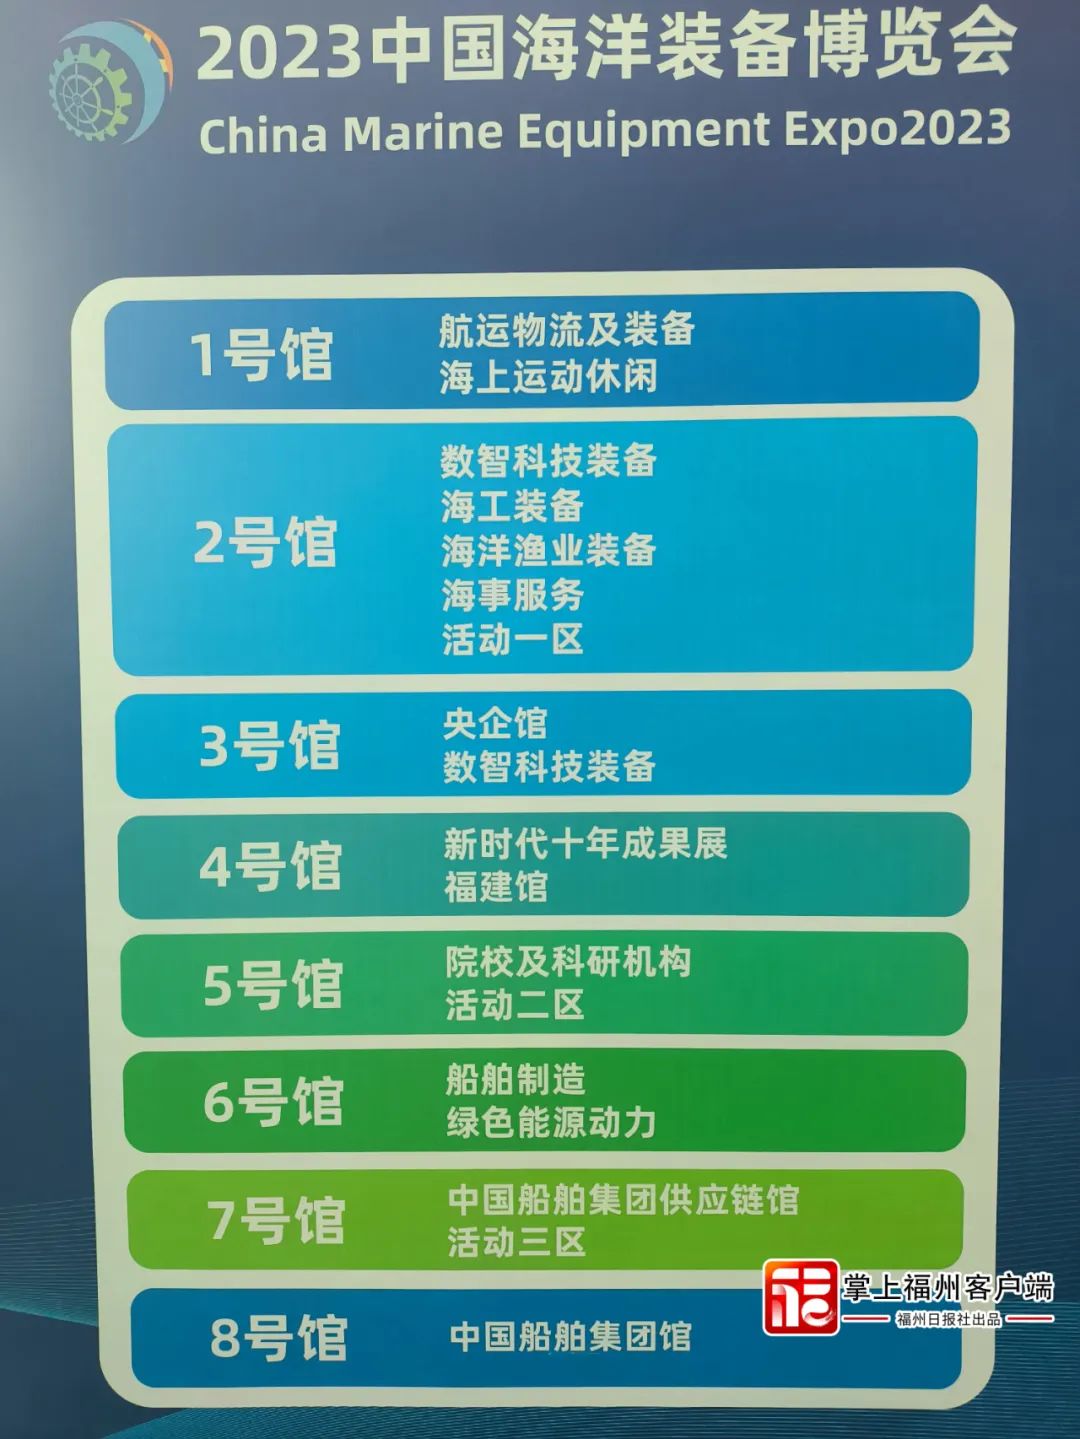 2023中国海洋装备博览会
China Marine Equipment Expo2023
1号馆
航运物流及装备
海上运动休闲
2号馆
数智科技装备
海工装备
海洋渔业装备
海事服务
活动一区
3号馆
央企馆
数智科技装备
4号馆
新时代十年成果展
福建馆
5号馆
院校及科研机构
活动二区
6号馆
船舶制造
绿色能源动力
7号馆
中国船舶集团供应链馆
活动三区
8号馆
中国船舶集团馆
掌上福州客户端
福州日报社出品